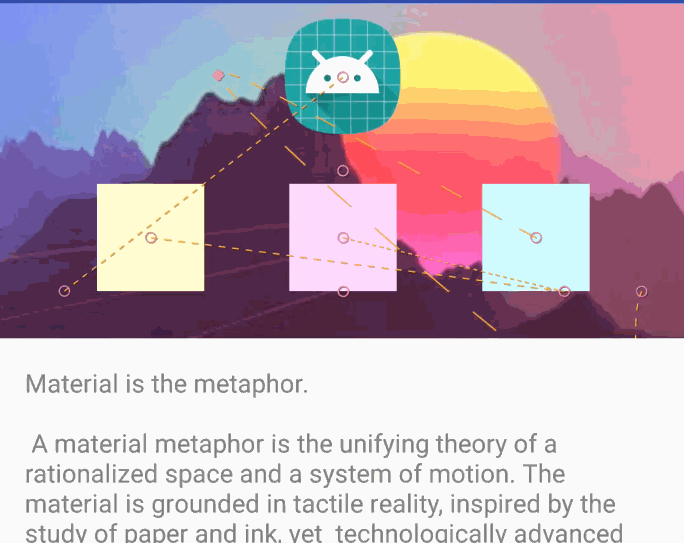 Material is the metaphor.
A material metaphor is the unifying theory of a
rationalized space and a system of motion. The
material is grounded in tactile reality, inspired by the
study of paper and ink, yet  technologically advanced